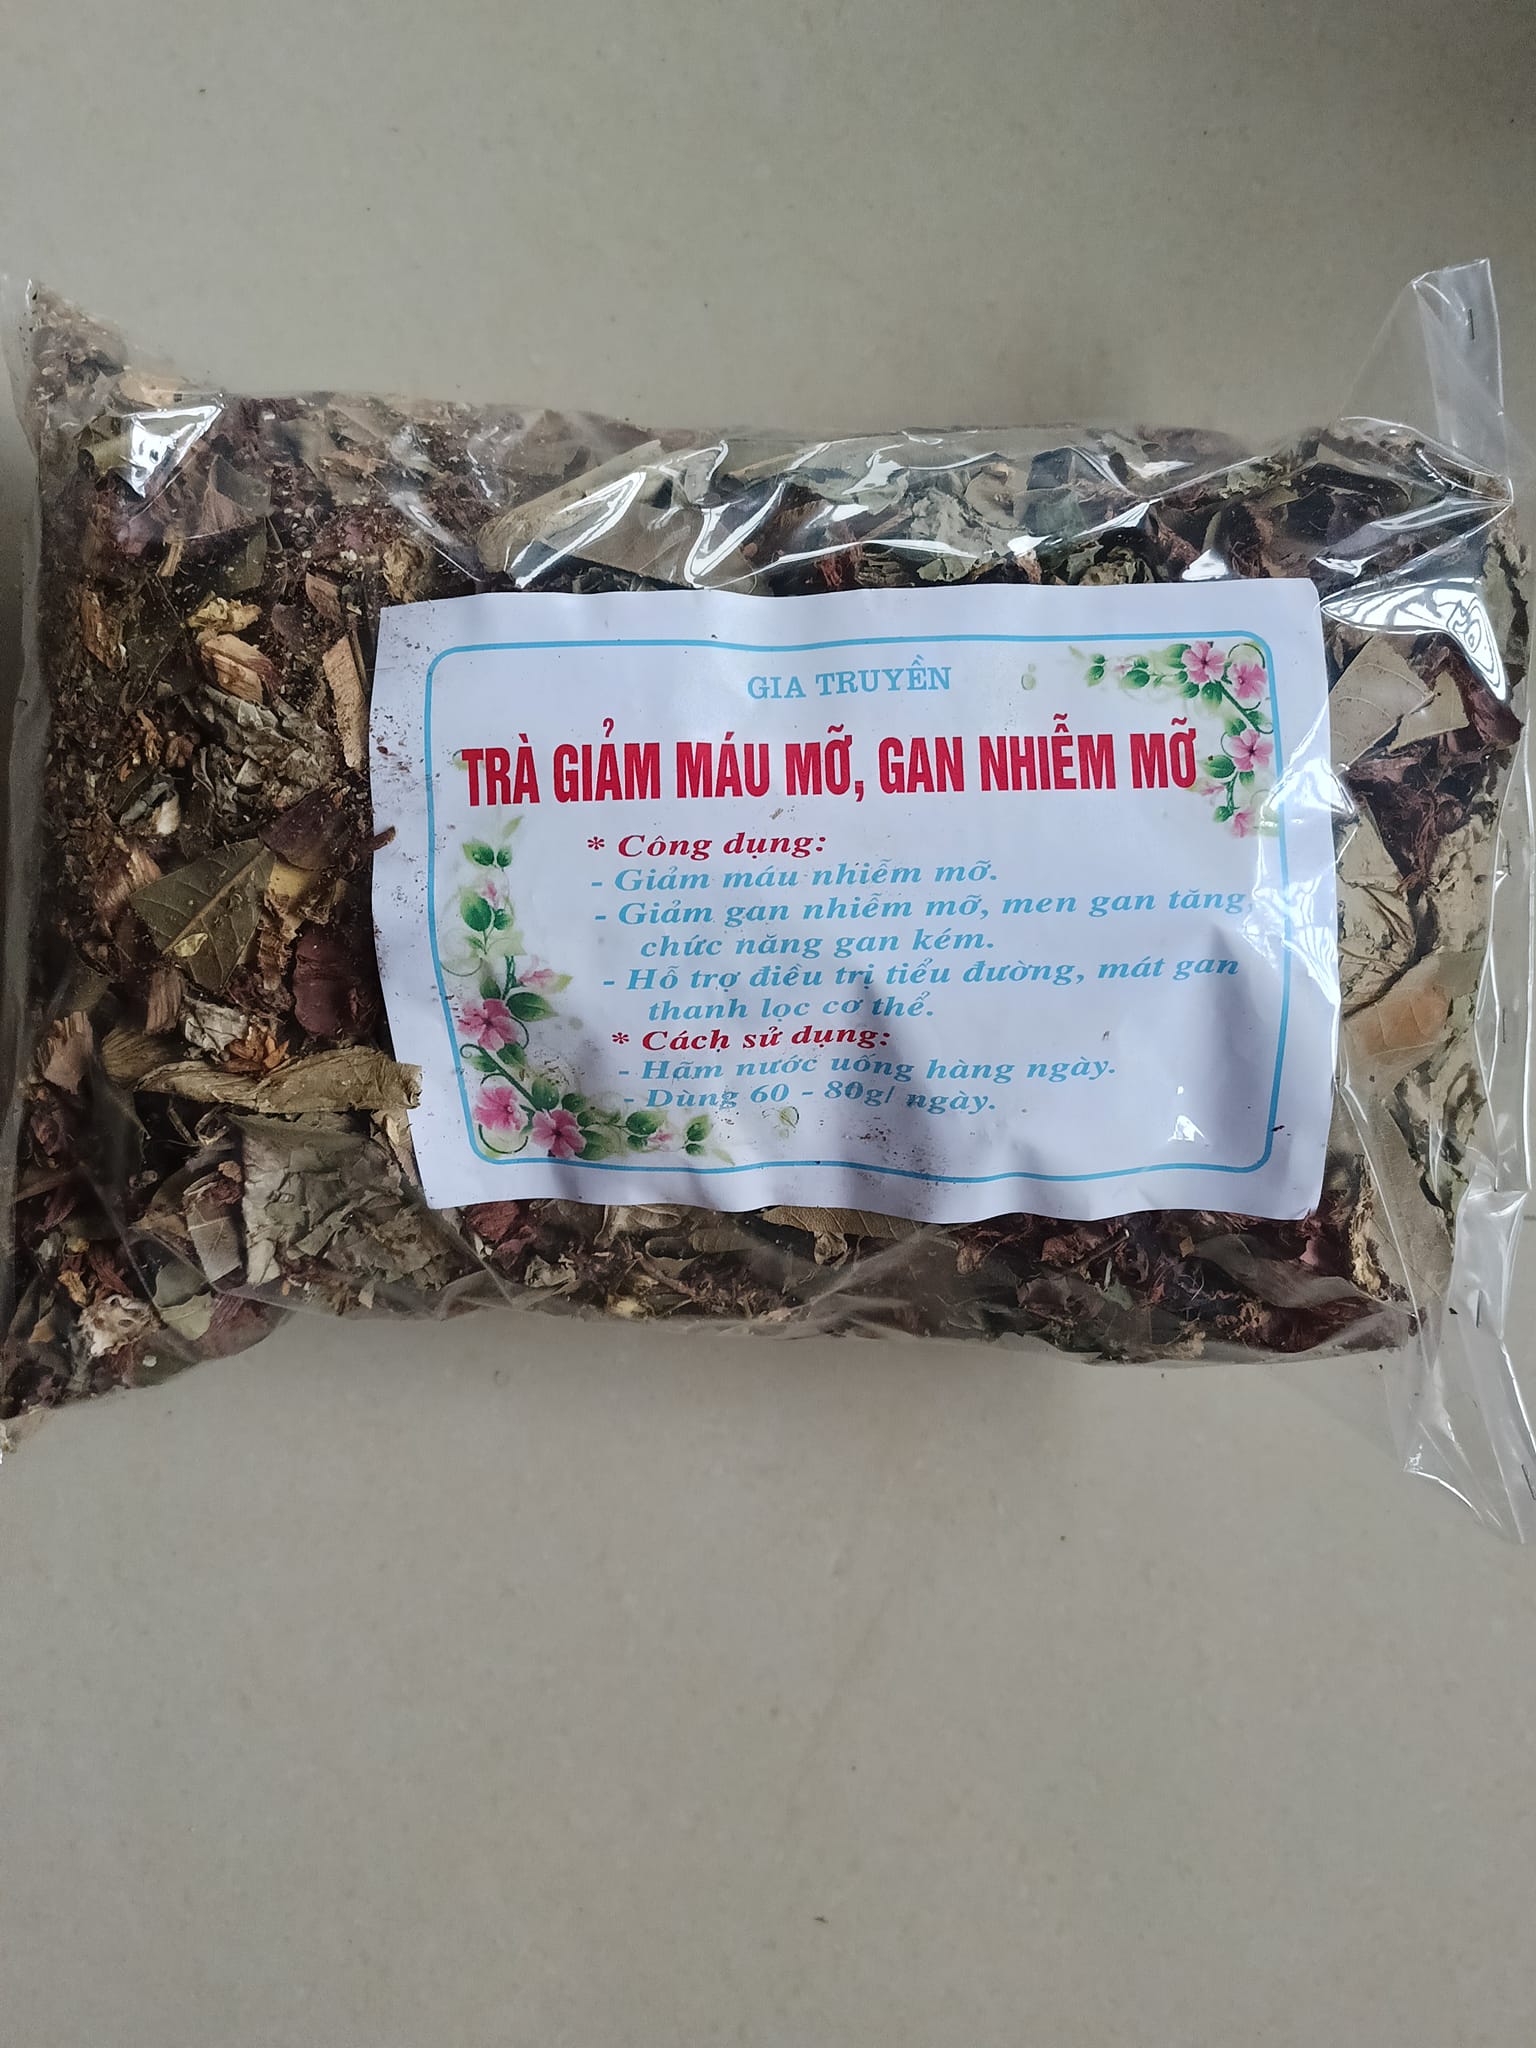 GIA TRUYỀN
TRÀ GIẢM MÁU MỠ, GAN NHIỄM MỠ
* Công dụng:
- Giảm máu nhiễm mỡ.
- Giảm gan nhiễm mỡ, men gan tăng,
chức năng gan kém.
- Hỗ trợ điều trị tiểu đường, mát gan
thanh lọc cơ thể.
* Cách sử dụng:
- Hãm nước uống hàng ngày.
- Dùng 60 - 80g/ ngày.